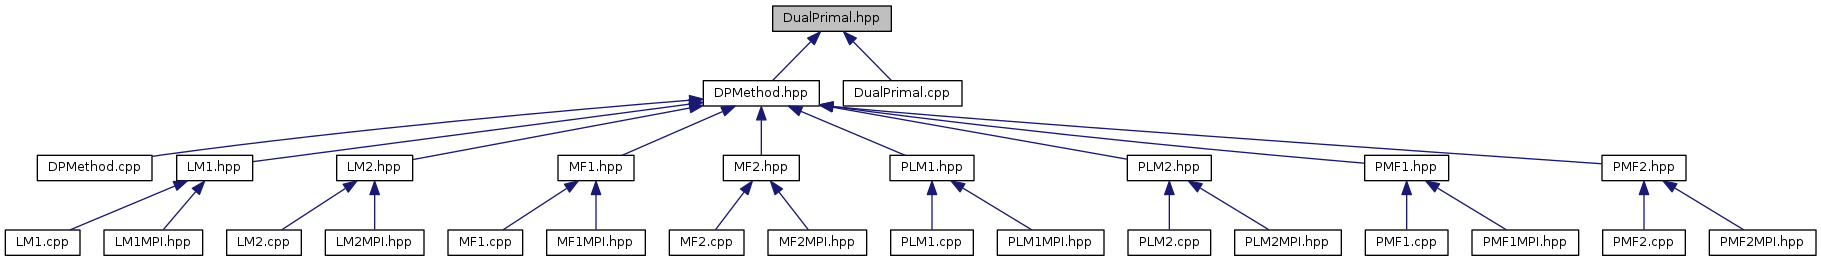 DualPrimal.hpp
DPMethod.hpp
DualPrimal.cpp
DPMethod.cpp
LM1.hpp
LM2.hpp
MF1.hpp
MF2.hpp
PLM1.hpp
PLM2.hpp
PMF1.hpp
PMF2.hpp
LM1.cpp
LM1MPI.hpp
LM2.cpp
LM2MPI.hpp
MF1.cpp
MF1MPI.hpp
MF2.cpp
MF2MPI.hpp
PLM1.cpp
PLM1MPI.hpp
PLM2.cpp
PLM2MPI.hpp
PMF1.cpp
PMF1MPI.hpp
PMF2.cpp
PMF2MPI.hpp